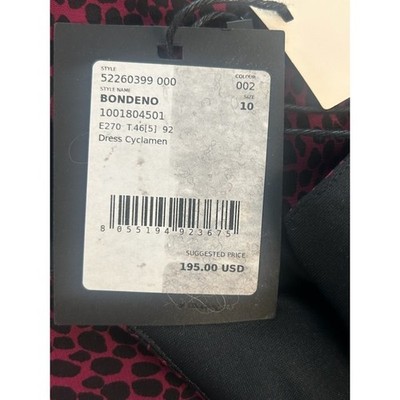 STYLE
52260399 000
COLOUR
002
STYLE NAME
BONDENO
SIZE
10
1001804501
E270 T.46[5] 92
Dress Cyclamen
8 055194 923675
SUGGESTED PRICE
195.00 USD